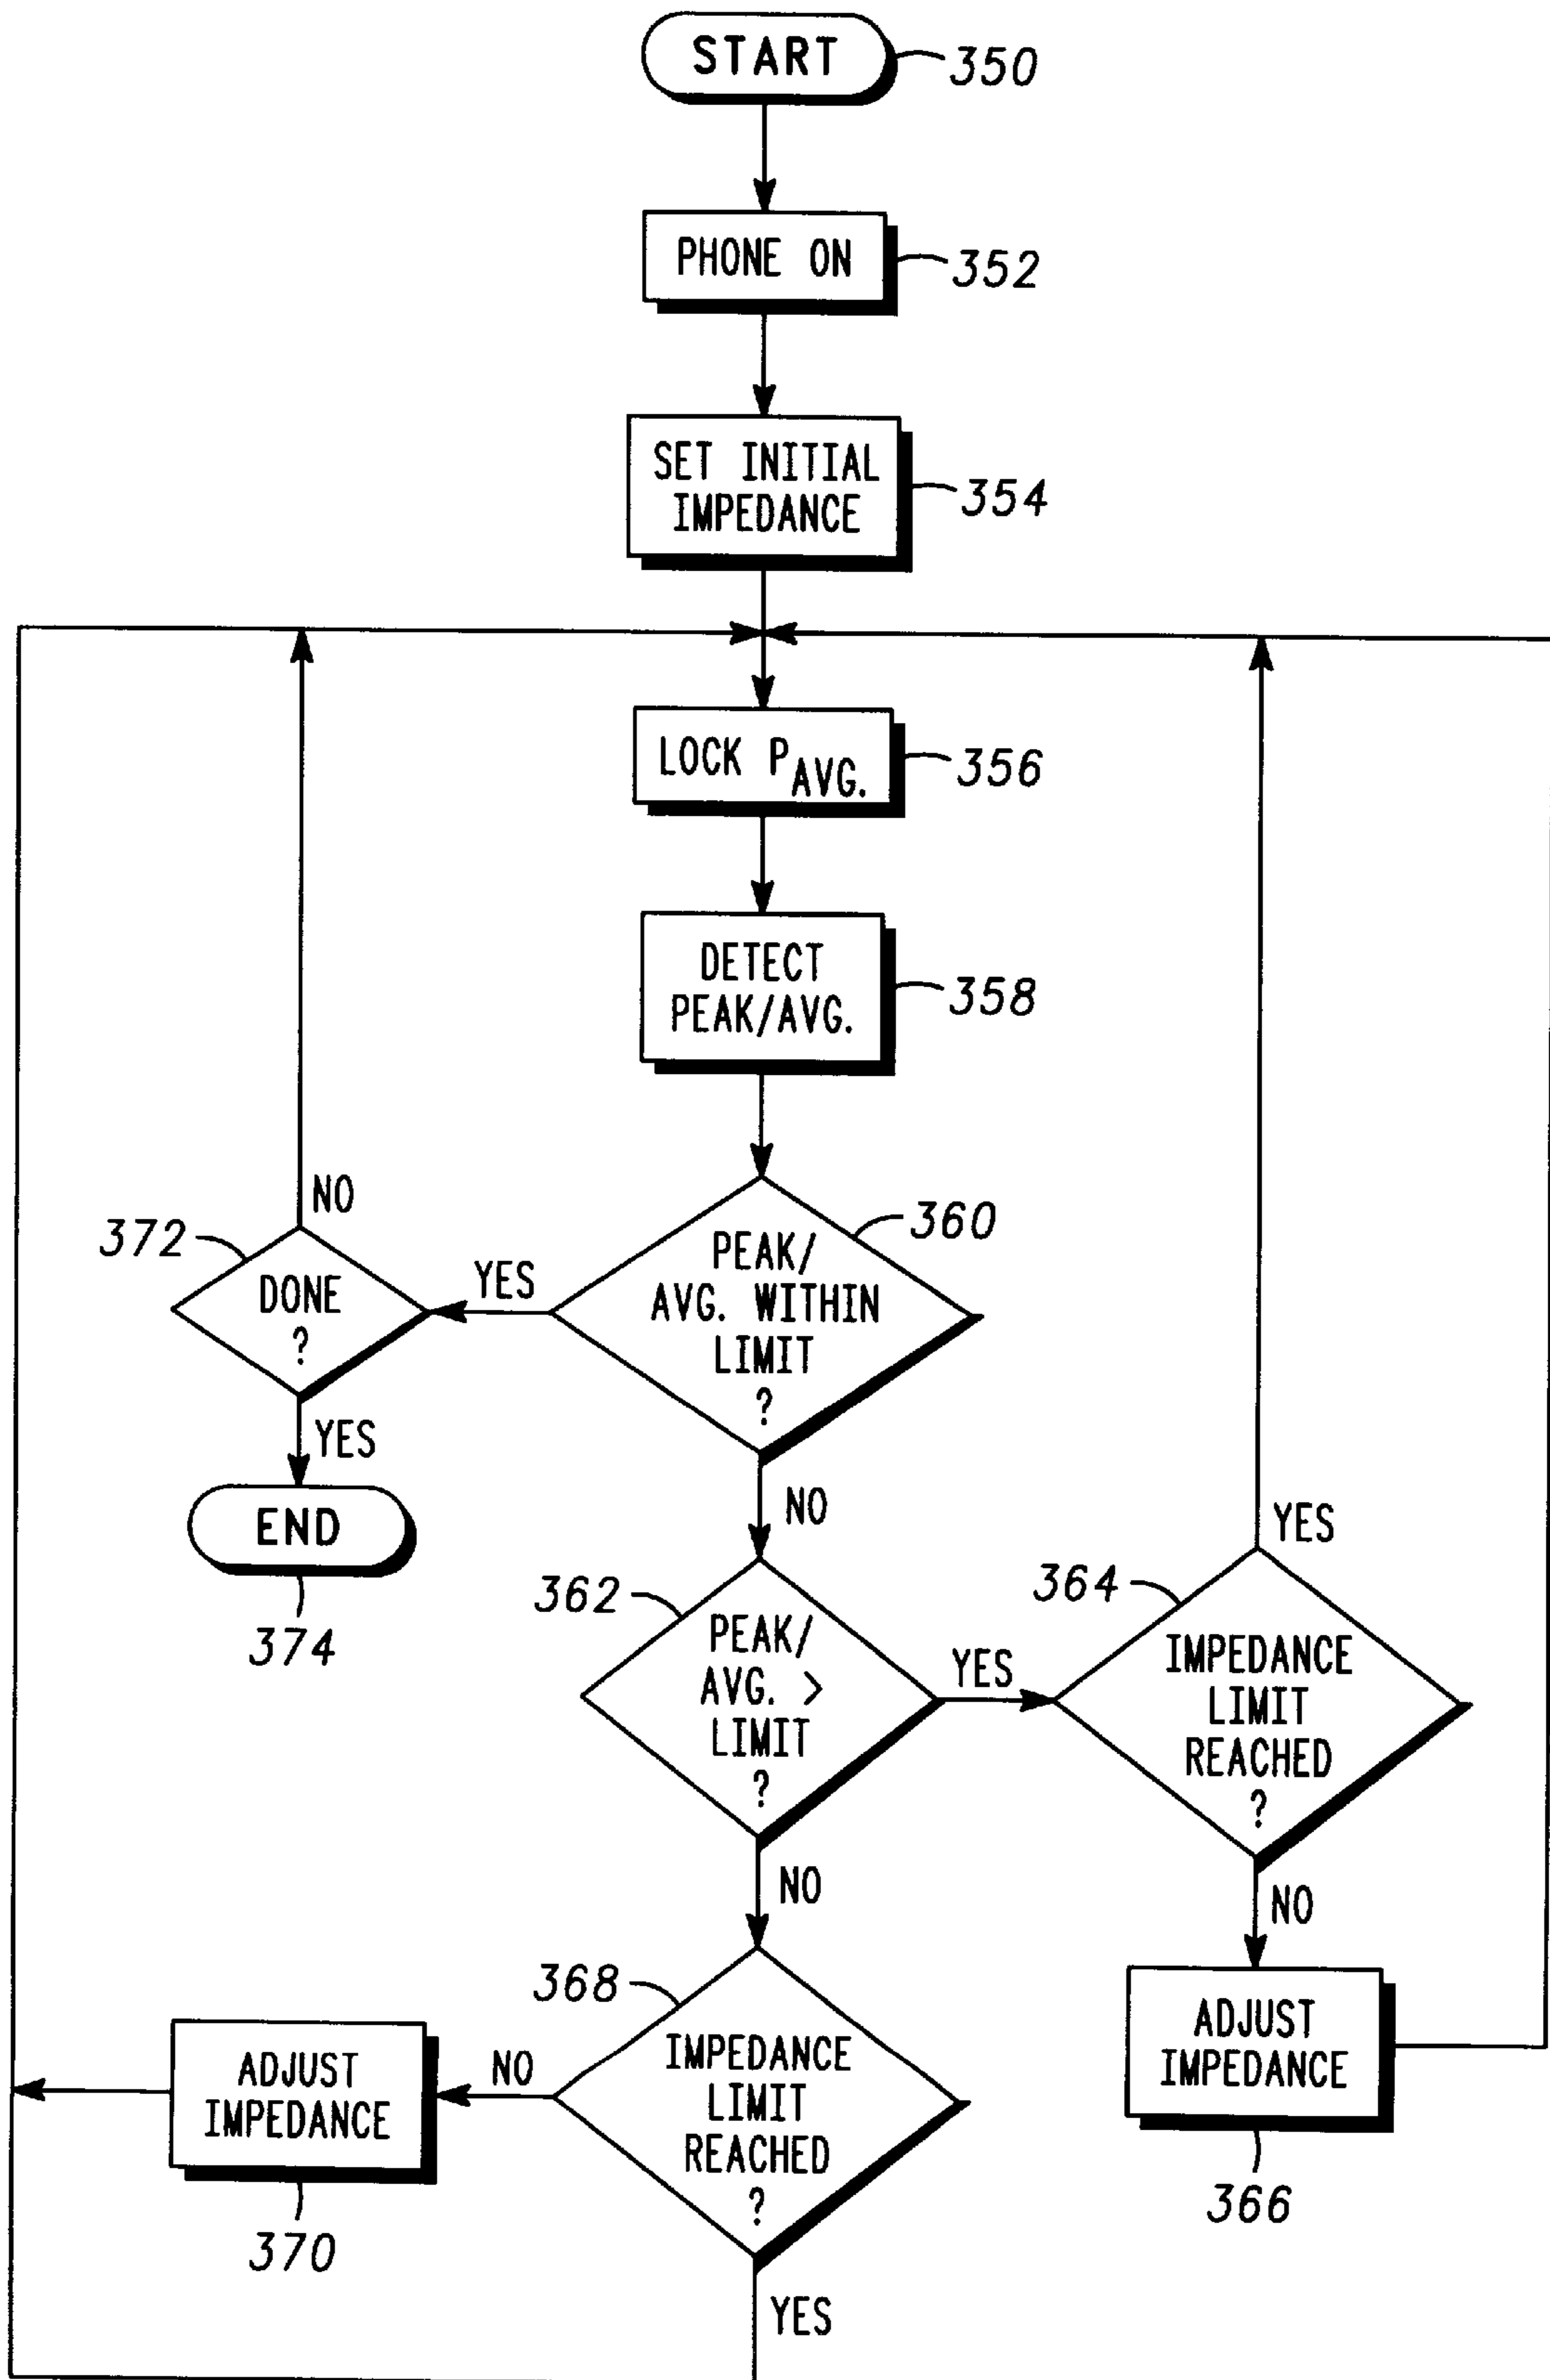 START
350
PHONE ON
352
SET INITIAL
IMPEDANCE
354
LOCK PAVG.
356
DETECT
PEAK/AVG.
358
PEAK/
AVG. WITHIN
LIMIT
?
360
YES
NO
372
DONE
?
NO
YES
END
374
362
PEAK/
AVG. >
LIMIT
?
YES
NO
364
IMPEDANCE
LIMIT
REACHED
?
YES
NO
ADJUST
IMPEDANCE
366
368
IMPEDANCE
LIMIT
REACHED
?
NO
YES
ADJUST
IMPEDANCE
370